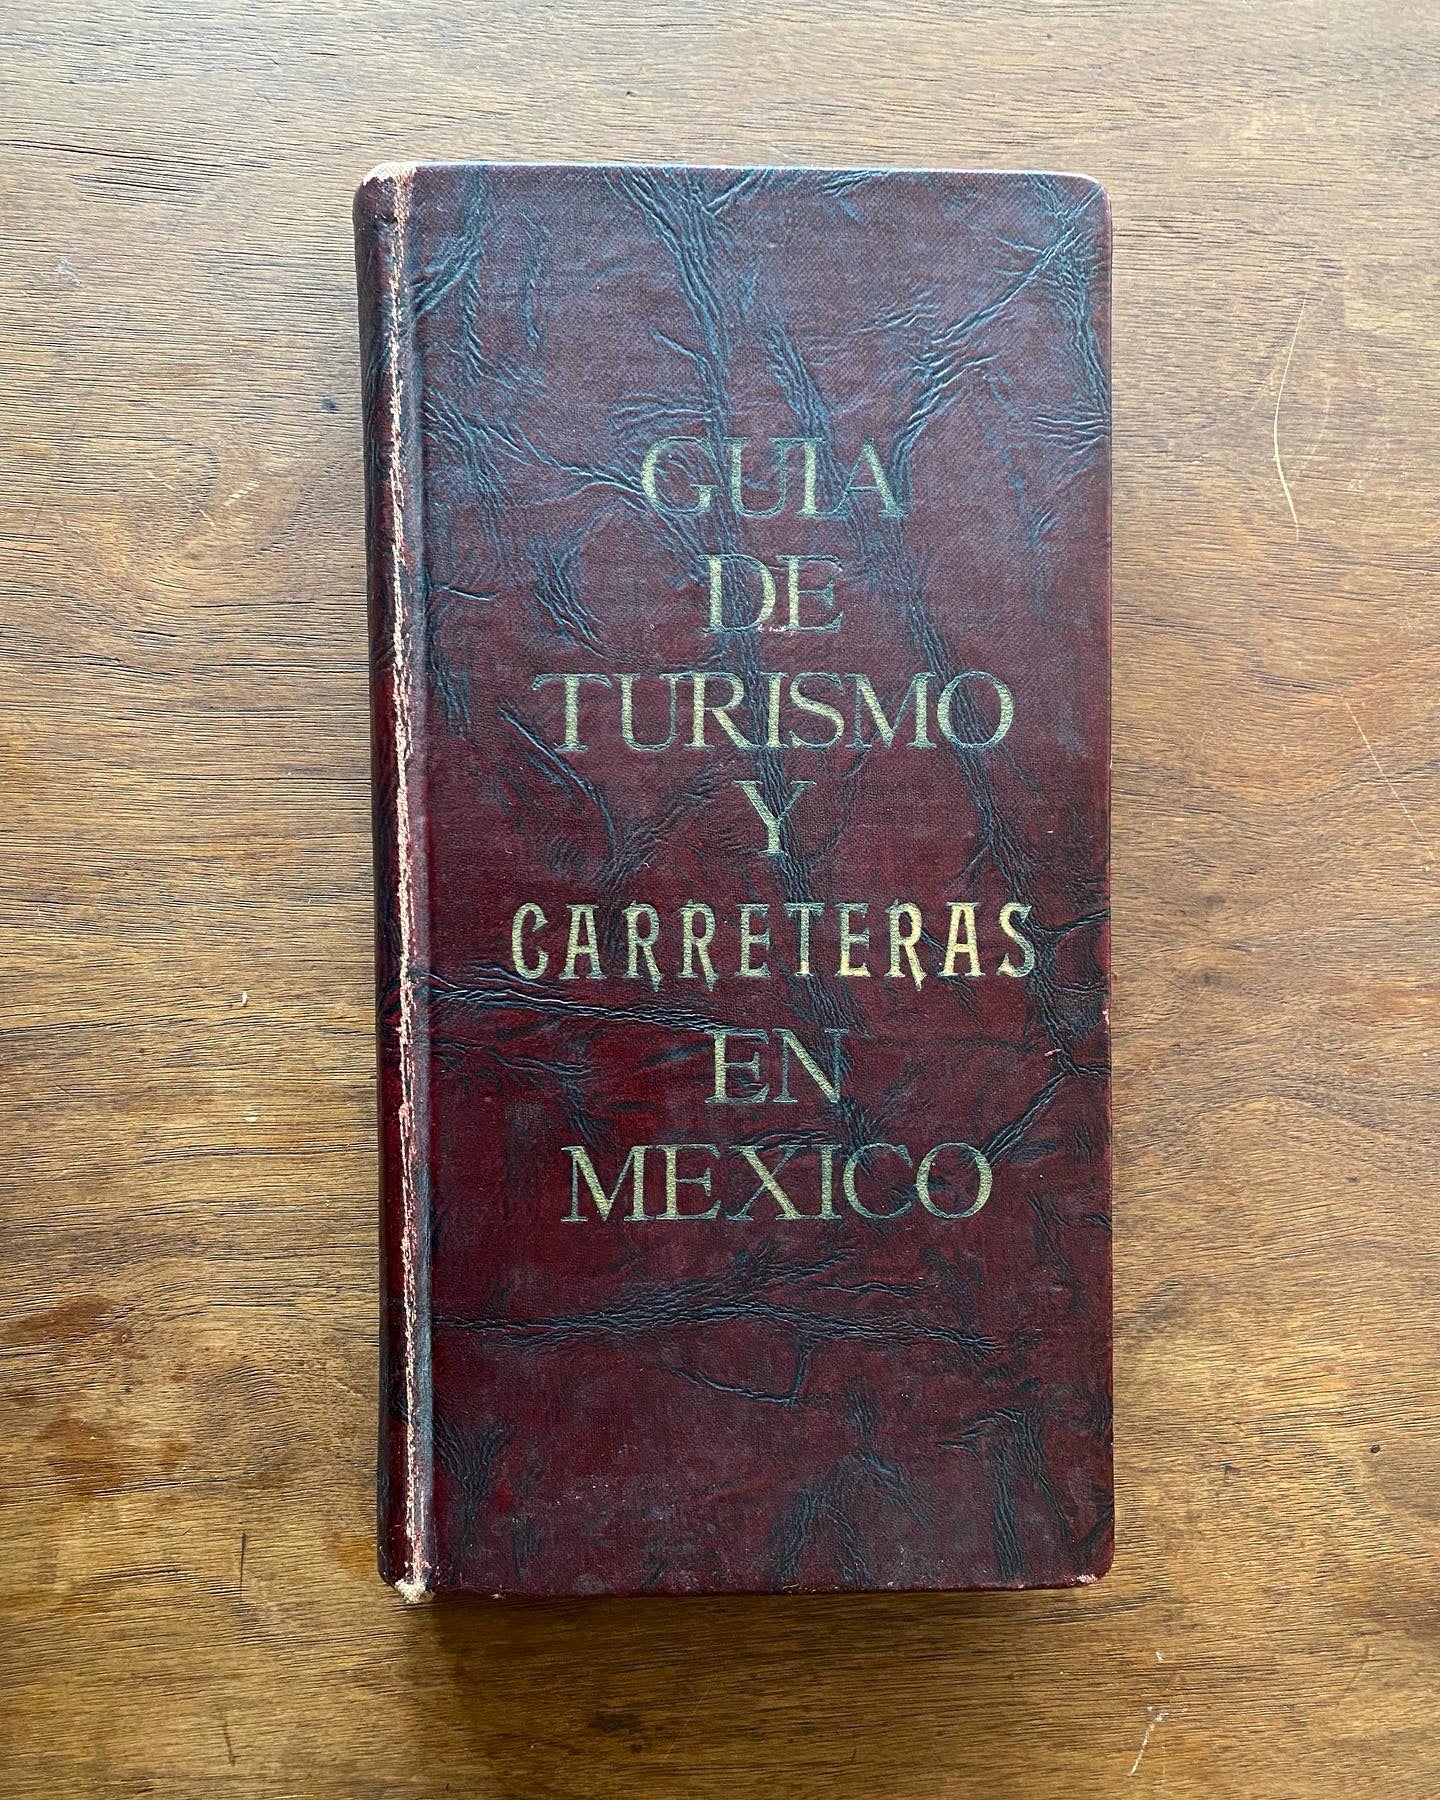 GUIA
DE
TURISMO
Y
CARRETERAS
EN
MEXICO